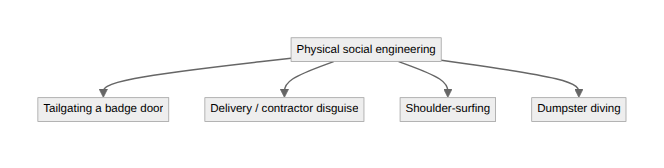 Physical social engineering
Tailgating a badge door
Delivery / contractor disguise
Shoulder-surfing
Dumpster diving